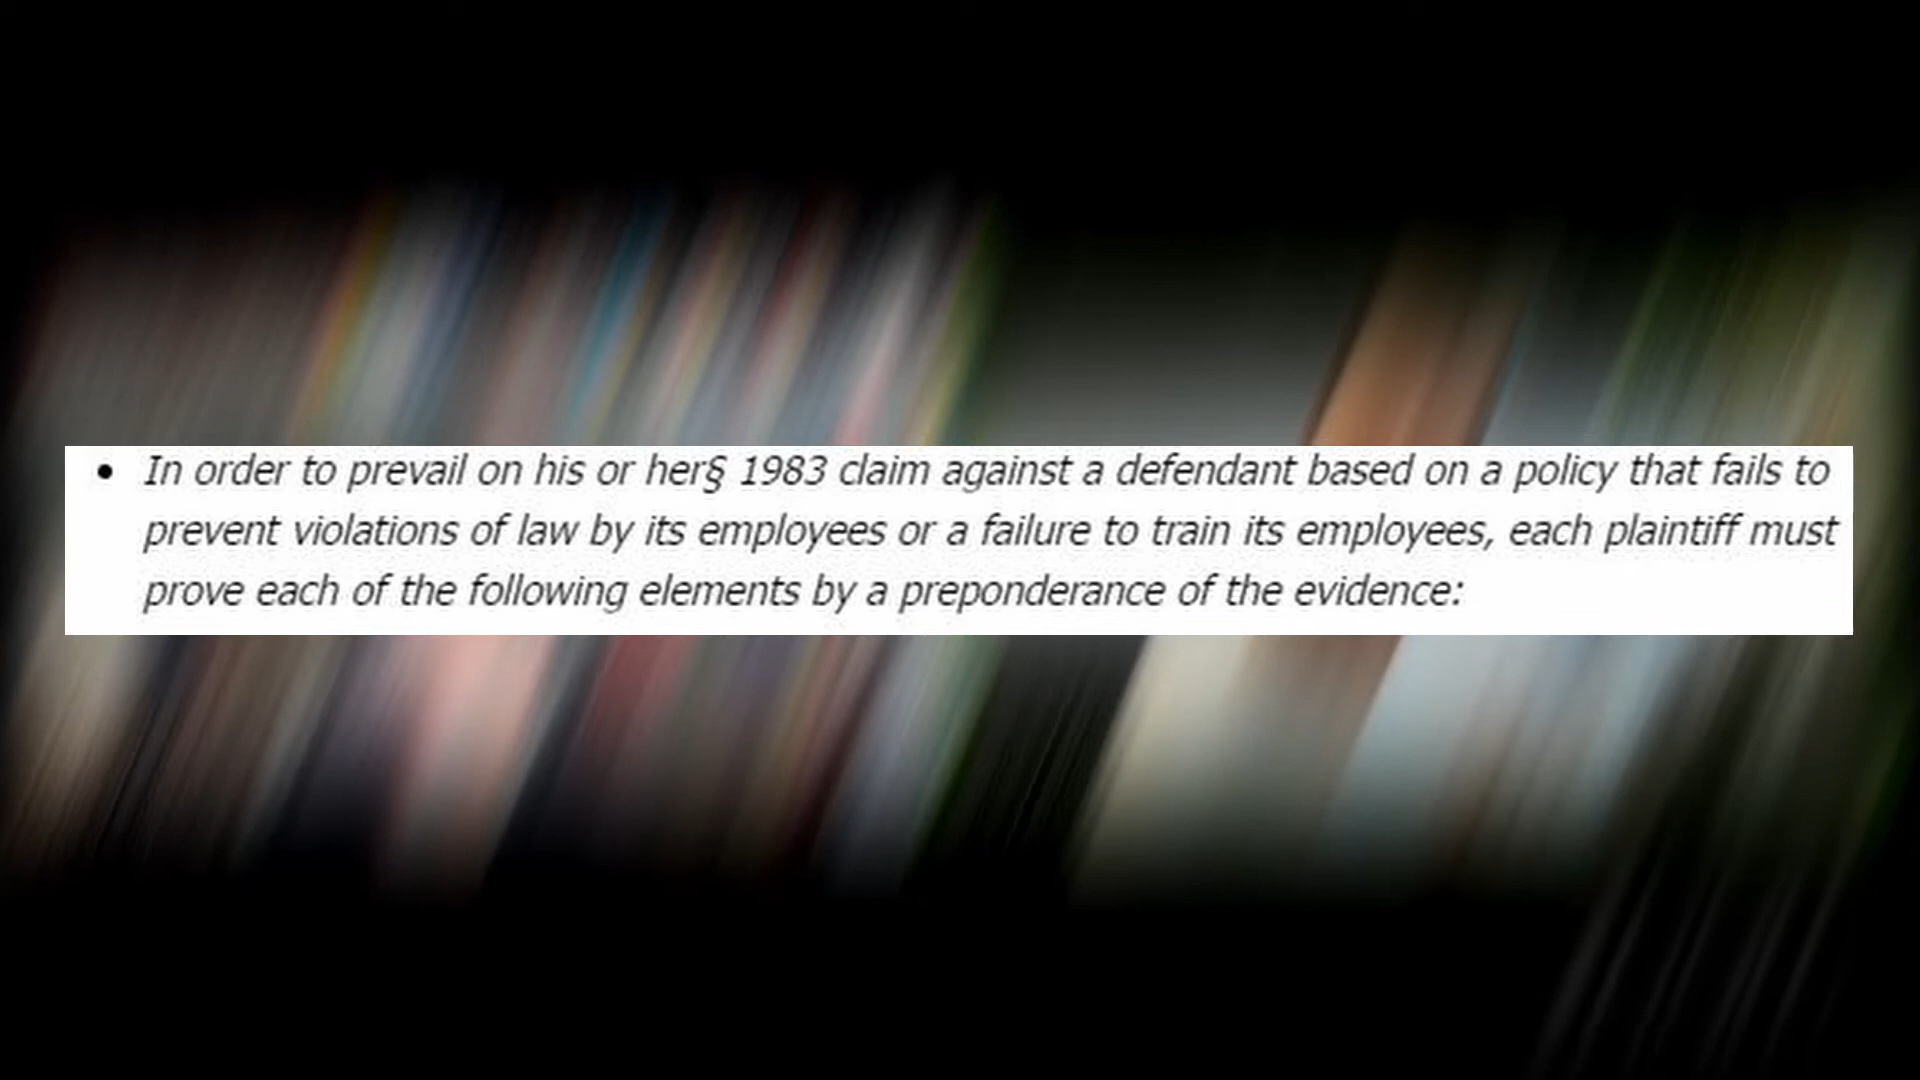 • In order to prevail on his or her§ 1983 claim against a defendant based on a policy that fails to
prevent violations of law by its employees or a failure to train its employees, each plaintiff must
prove each of the following elements by a preponderance of the evidence: